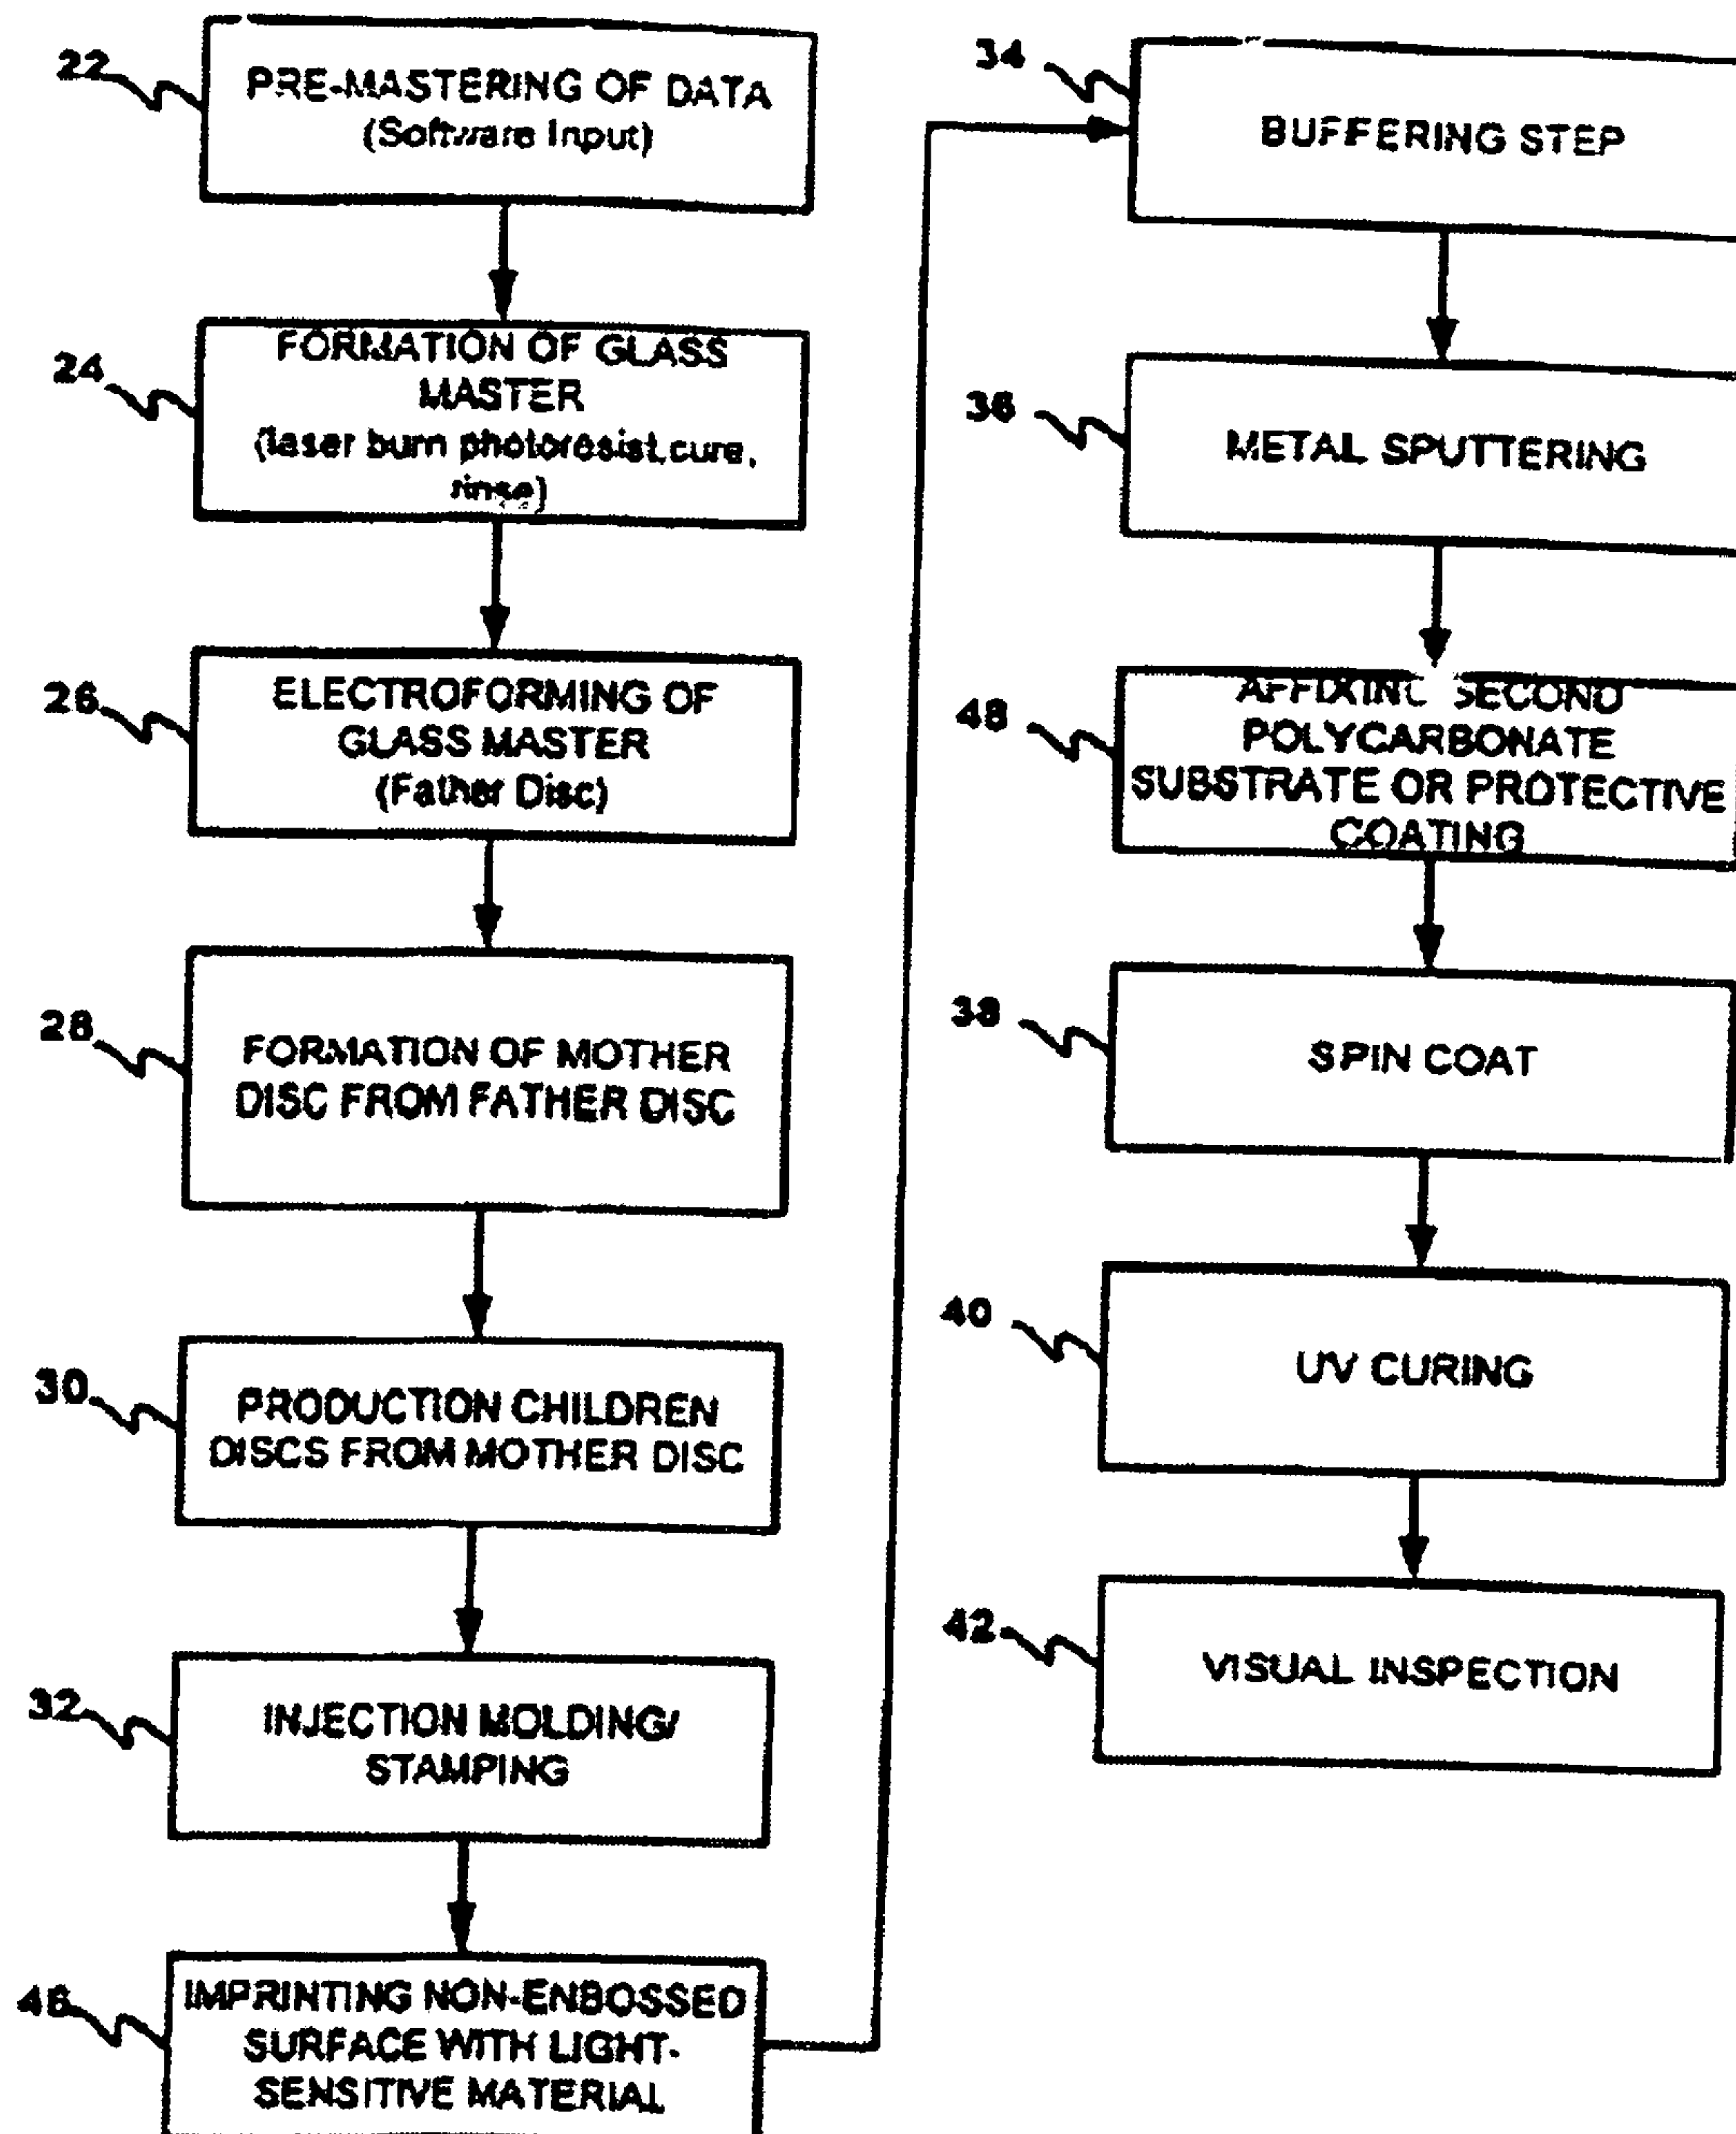 22
PRE-MASTERING OF DATA
(Software Input)
24
FORMATION OF GLASS
MASTER
(laser burn photoresist,cure,
rinse)
26
ELECTROFORMING OF
GLASS MASTER
(Father Disc)
28
FORMATION OF MOTHER
DISC FROM FATHER DISC
30
PRODUCTION CHILDREN
DISCS FROM MOTHER DISC
32
INJECTION MOLDING/
STAMPING
46
IMPRINTING NON-ENBOSSED
SURFACE WITH LIGHT-
SENSITIVE MATERIAL
34
BUFFERING STEP
36
METAL SPUTTERING
48
AFFIXING SECOND
POLYCARBONATE
SUBSTRATE OR PROTECTIVE
COATING
38
SPIN COAT
40
UV CURING
42
VISUAL INSPECTION